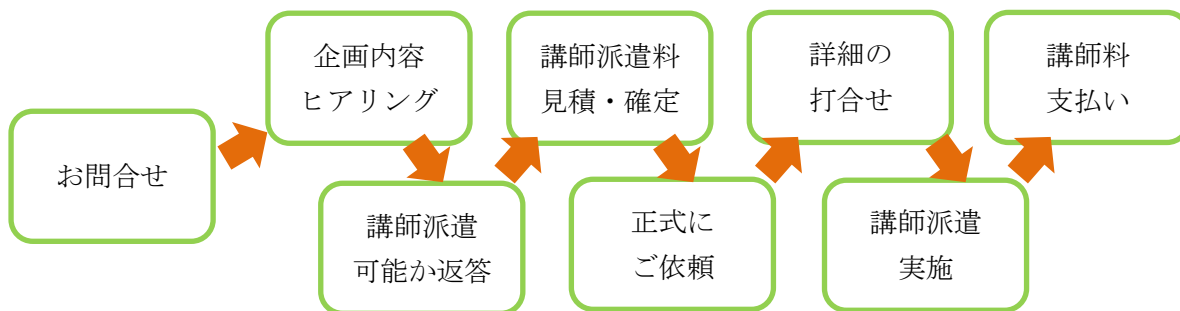 お問合せ
企画内容
ヒアリング
講師派遣
可能か返答
講師派遣料
見積・確定
正式に
ご依頼
詳細の
打合せ
講師派遣
実施
講師料
支払い